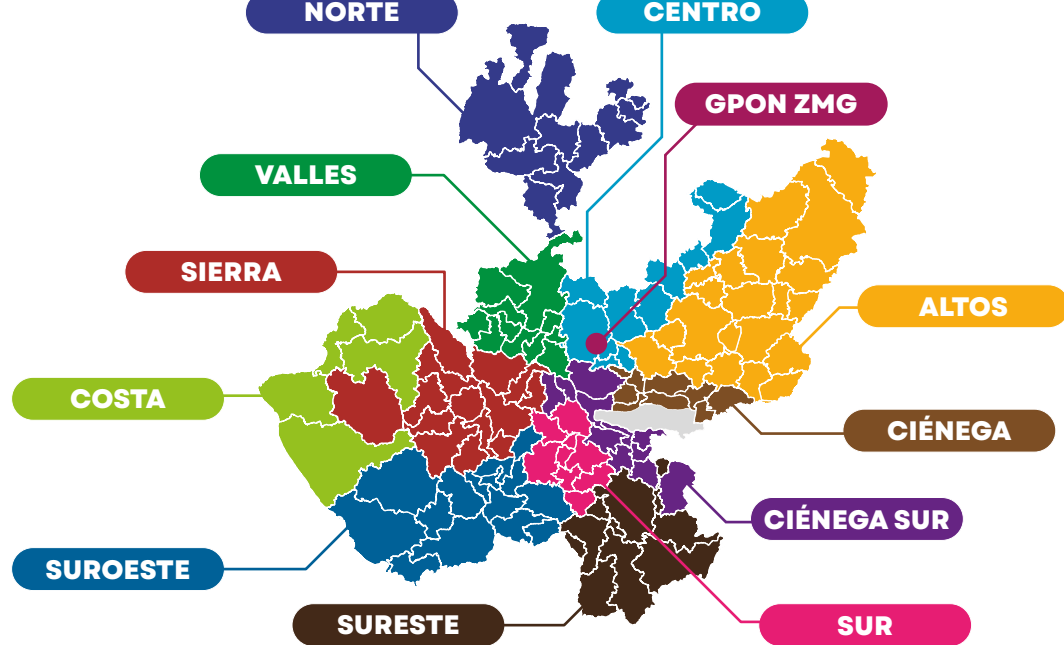 NORTE
CENTRO
GPON ZMG
VALLES
SIERRA
ALTOS
COSTA
CIÉNEGA
CIÉNEGA SUR
SUROESTE
SURESTE
SUR